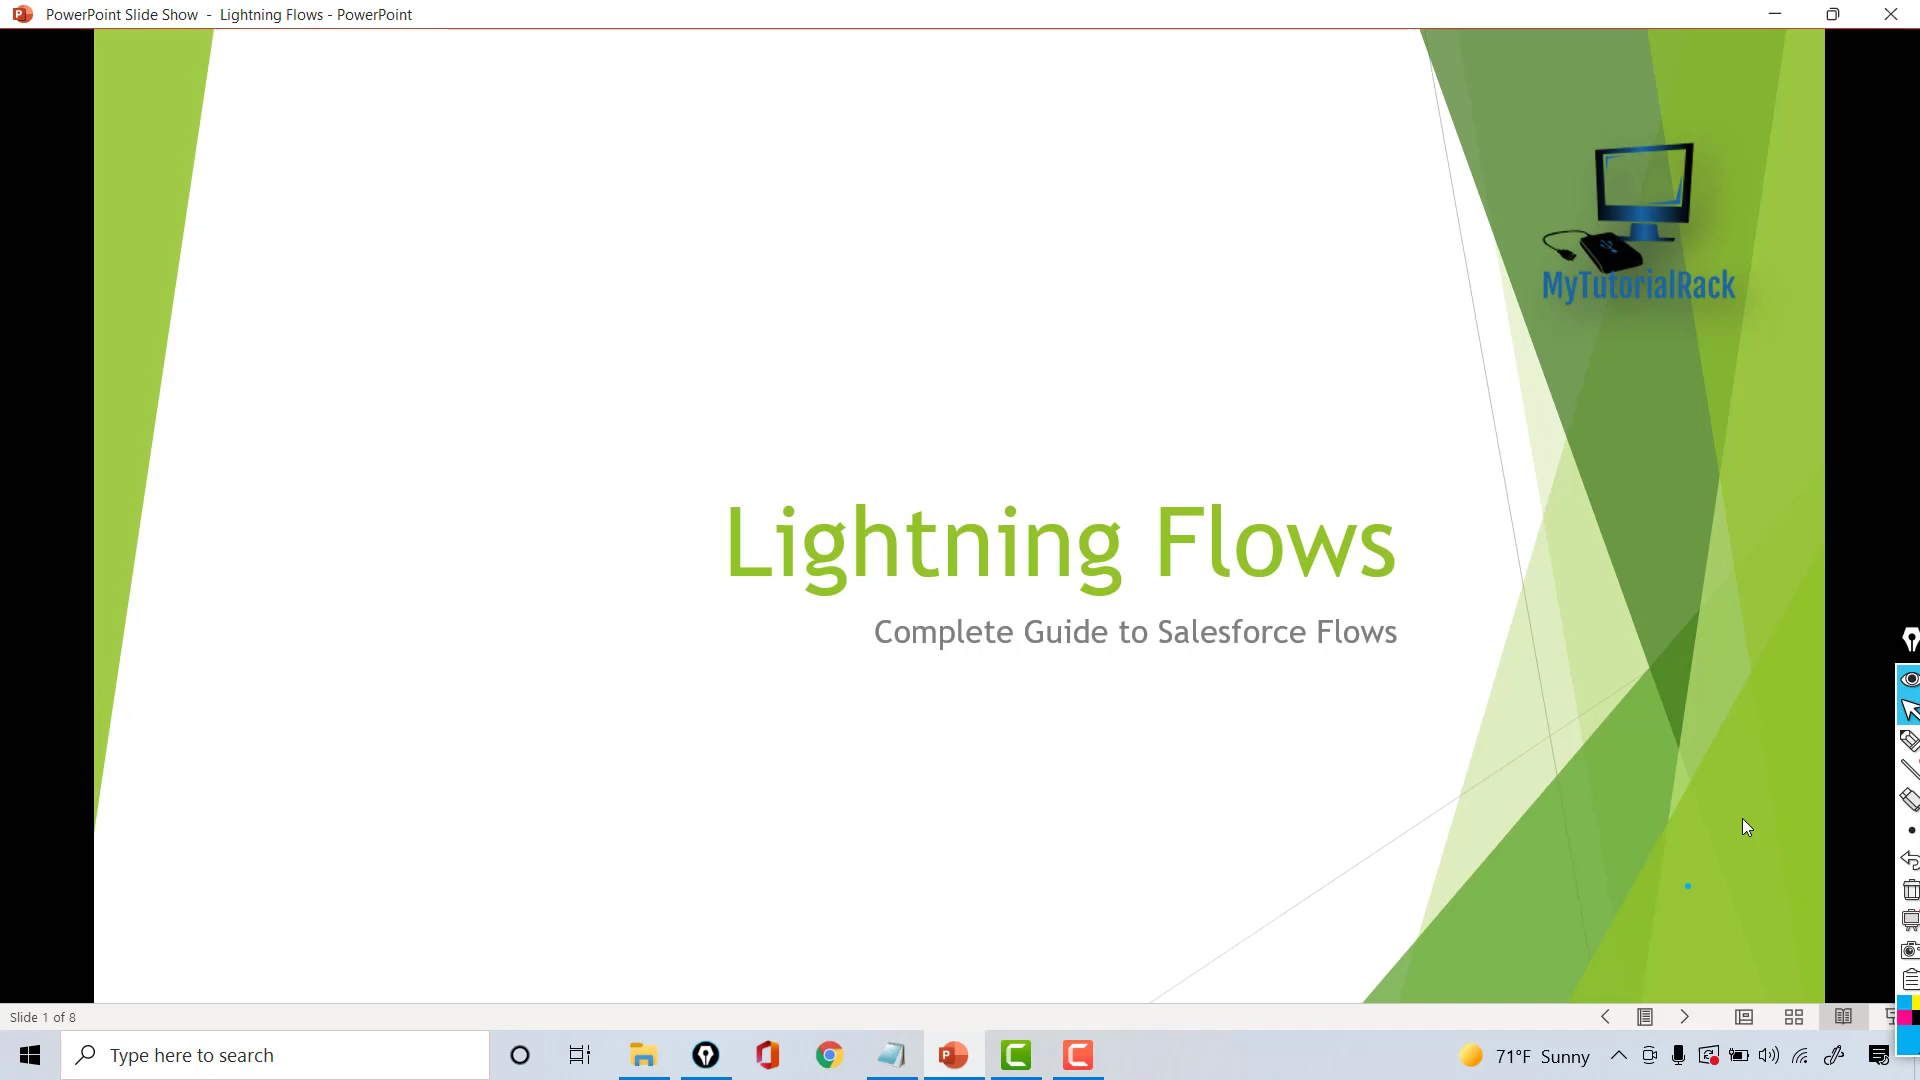 PowerPoint Slide Show - Lightning Flows - PowerPoint
MyTutorialRack
Lightning Flows
Complete Guide to Salesforce Flows
Slide 1 of 8
Type here to search
71°F Sunny